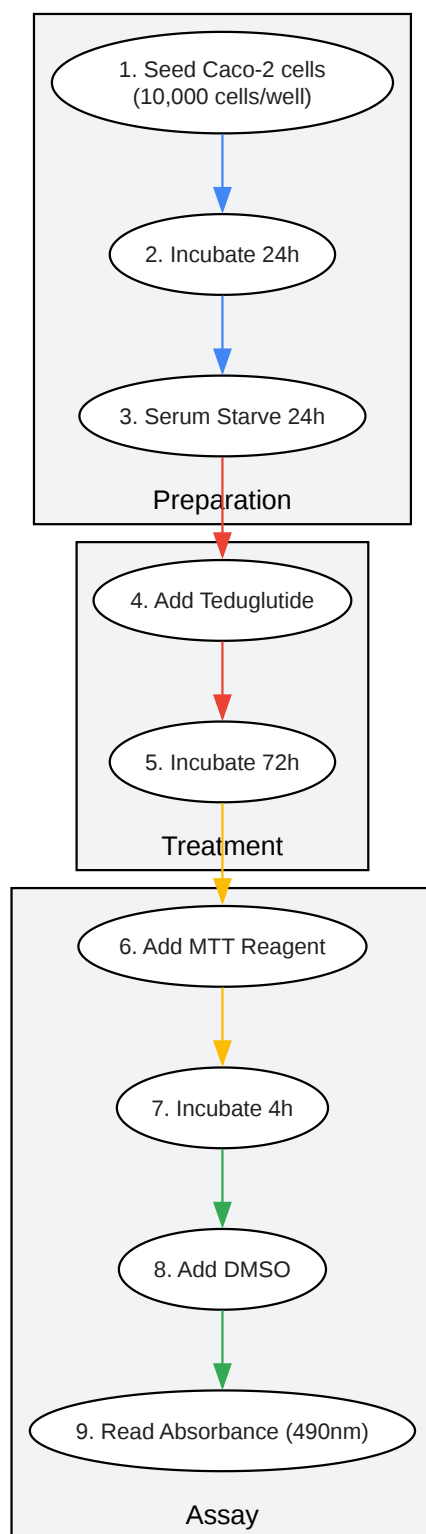 1. Seed Caco-2 cells
(10,000 cells/well)
2. Incubate 24h
3. Serum Starve 24h
Preparation
4. Add Teduglutide
5. Incubate 72h
Treatment
6. Add MTT Reagent
7. Incubate 4h
8. Add DMSO
9. Read Absorbance (490nm)
Assay